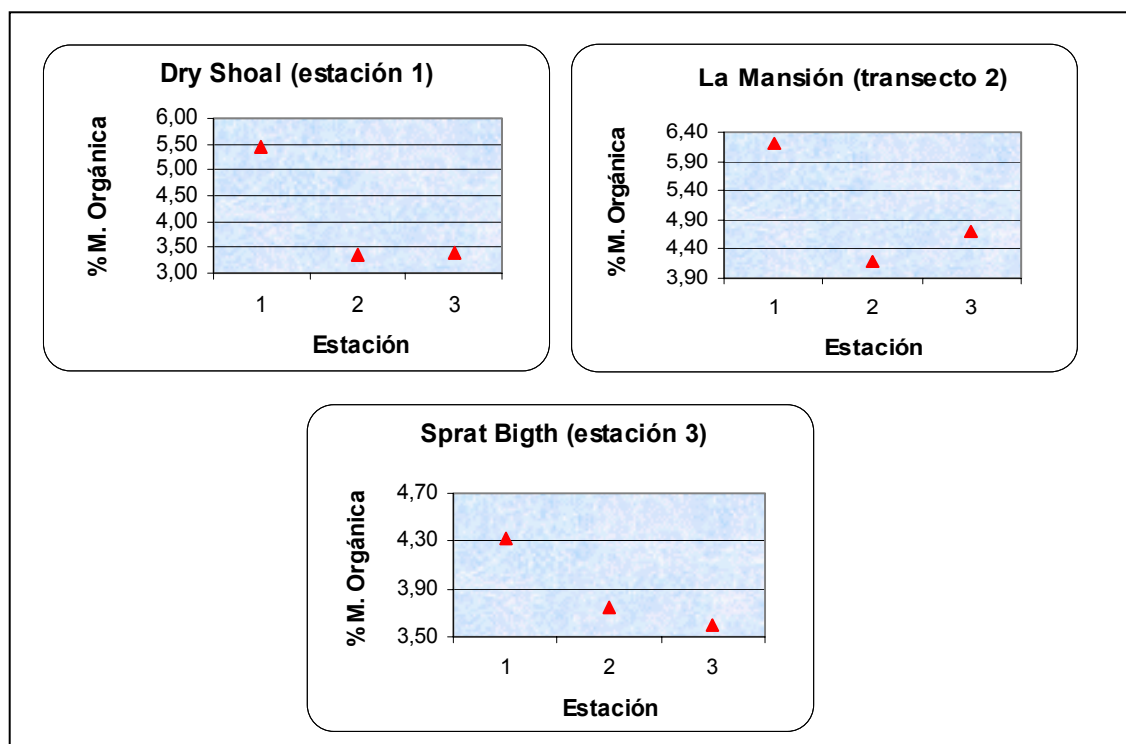 Dry Shoal (estación 1)
% M. Orgánica
6,00
5,50
5,00
4,50
4,00
3,50
3,00
1 2 3
Estación
La Mansión (transecto 2)
% M. Orgánica
6,40
5,90
5,40
4,90
4,40
3,90
1 2 3
Estación
Sprat Bigth (estación 3)
% M. Orgánica
4,70
4,30
3,90
3,50
1 2 3
Estación